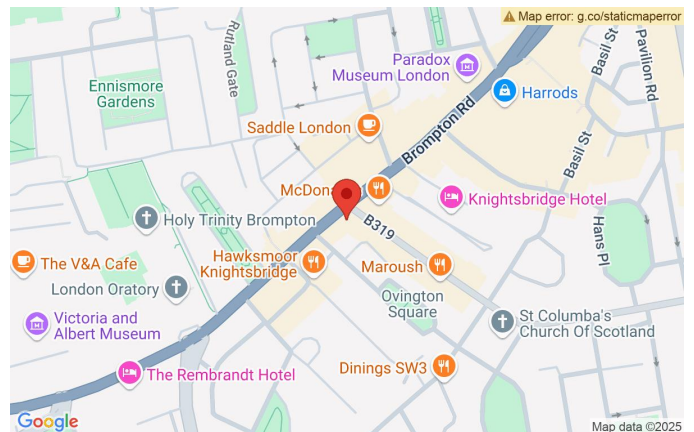 Map error: g.co/staticmaperror
Rutland Gate
Paradox
Museum London
Basil St
Pavilion Rd
Ennismore
Gardens
Harrods
Brompton Rd
Saddle London
Basil St
McDona
Knightsbridge Hotel
Holy Trinity Brompton
B319
Hans Pl
Hawksmoor
Knightsbridge
The V&A Cafe
Maroush
London Oratory
Ovington
Square
St Columba's
Church Of Scotland
Victoria and
Albert Museum
Dinings SW3
The Rembrandt Hotel
Google
Map data ©2025